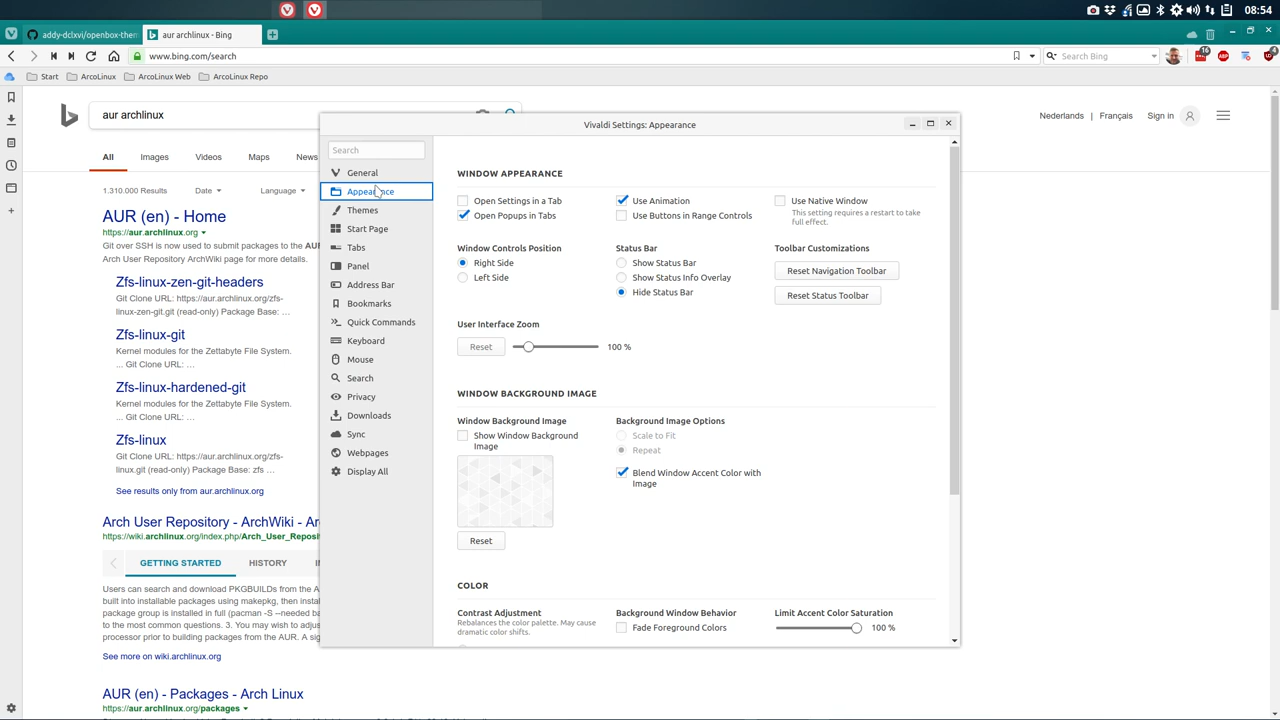 16
4
08:54
addy-dclxvi/openbox-them
aur archlinux - Bing
www.bing.com/search
Search Bing
Start
ArcoLinux
ArcoLinux Web
ArcoLinux Repo
aur archlinux
Nederlands | Français
Sign in
All
Images
Videos
Maps
News
1.310.000 Results
Date
Language
AUR (en) - Home
https://aur.archlinux.org
Git over SSH is now used to submit packages to the AUR
Arch User Repository ArchWiki page for more details.
Zfs-linux-zen-git-headers
Git Clone URL: https://aur.archlinux.org/zfs-
linux-zen-git.git (read-only) Package Base: …
Zfs-linux-git
Kernel modules for the Zettabyte File System.
... Git Clone URL: …
Zfs-linux-hardened-git
Kernel modules for the Zettabyte File System.
... Git Clone URL: …
Zfs-linux
Git Clone URL: https://aur.archlinux.org/zfs-
linux.git (read-only) Package Base: zfs ...
See results only from aur.archlinux.org
Arch User Repository - ArchWiki - Ar
https://wiki.archlinux.org/index.php/Arch_User_Reposi
GETTING STARTED
HISTORY
Users can search and download PKGBUILDs from the A
built into installable packages using makepkg, then insta
package group is installed in full (pacman -S --needed ba
to the most common questions. 3. You may wish to adjus
processor prior to building packages from the AUR. A sig
See more on wiki.archlinux.org
AUR (en) - Packages - Arch Linux
https://aur.archlinux.org/packages
Vivaldi Settings: Appearance
Search
General
Appearance
Themes
Start Page
Tabs
Panel
Address Bar
Bookmarks
Quick Commands
Keyboard
Mouse
Search
Privacy
Downloads
Sync
Webpages
Display All
WINDOW APPEARANCE
Open Settings in a Tab
Open Popups in Tabs
Use Animation
Use Buttons in Range Controls
Use Native Window
This setting requires a restart to take
full effect.
Window Controls Position
Right Side
Left Side
Status Bar
Show Status Bar
Show Status Info Overlay
Hide Status Bar
Toolbar Customizations
Reset Navigation Toolbar
Reset Status Toolbar
User Interface Zoom
Reset
100 %
WINDOW BACKGROUND IMAGE
Window Background Image
Show Window Background
Image
Reset
Background Image Options
Scale to Fit
Repeat
Blend Window Accent Color with
Image
COLOR
Contrast Adjustment
Rebalances the color palette. May cause
dramatic color shifts.
Background Window Behavior
Fade Foreground Colors
Limit Accent Color Saturation
100 %